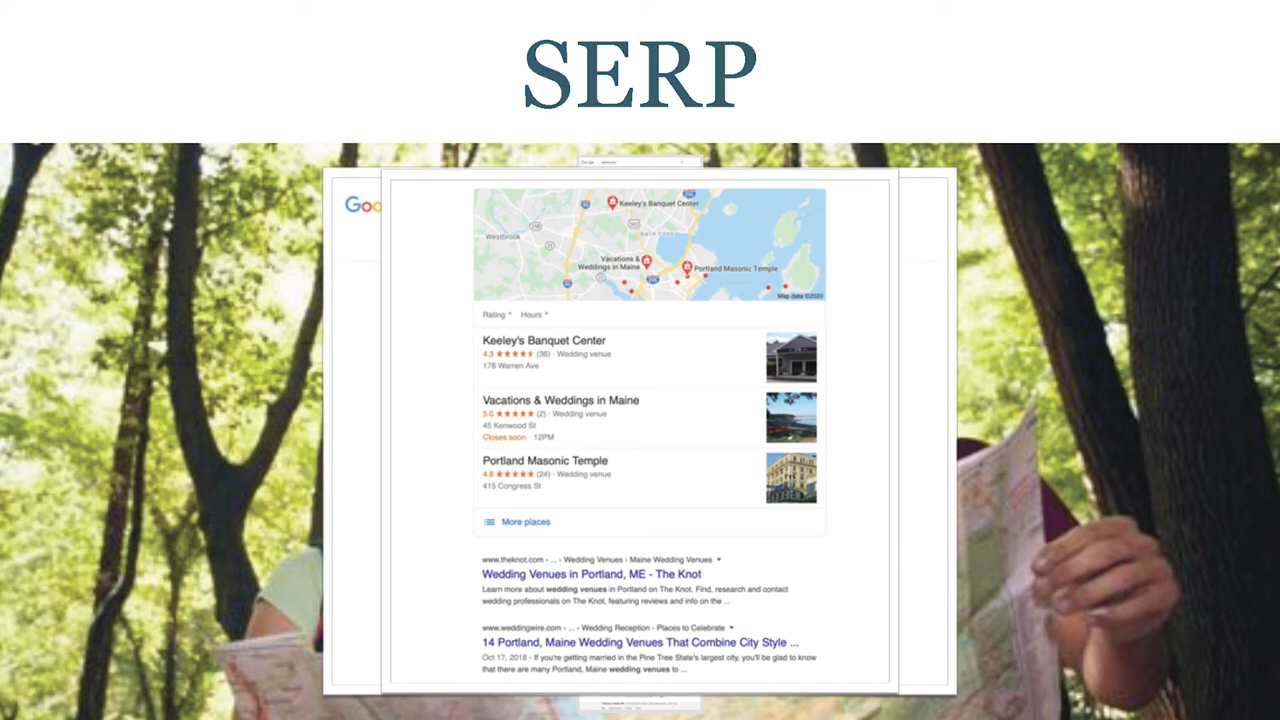 SERP
Goo
Keeley's Banquet Center
Westbrook
BACK COVE
Vacations &
Weddings in Maine
Portland Masonic Temple
Map data ©2020
Rating
Hours
Keeley's Banquet Center
4.3 (36) · Wedding venue
178 Warren Ave
Vacations & Weddings in Maine
5.0 (2) · Wedding venue
45 Kenwood St
Closes soon · 12PM
Portland Masonic Temple
4.8 (24) · Wedding venue
415 Congress St
More places
www.theknot.com › ... › Wedding Venues › Maine Wedding Venues
Wedding Venues in Portland, ME - The Knot
Learn more about wedding venues in Portland on The Knot. Find, research and contact
wedding professionals on The Knot, featuring reviews and info on the ...
www.weddingwire.com › ... › Wedding Reception › Places to Celebrate
14 Portland, Maine Wedding Venues That Combine City Style ...
Oct 17, 2018 - If you're getting married in the Pine Tree State's largest city, you'll be glad to know
that there are many Portland, Maine wedding venues to ...